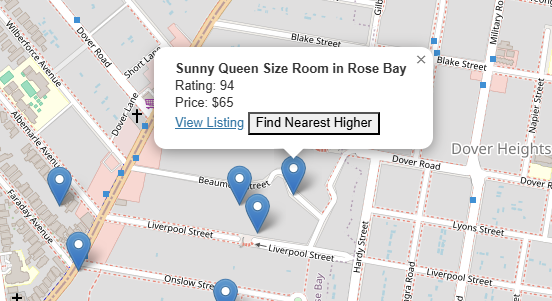 Wilberforce Avenue
Dover Road
Short Lane
Blake Street
Blake Street
Military Road
Napier Street
Sunny Queen Size Room in Rose Bay
×
Rating: 94
Price: $65
View Listing
Find Nearest Higher
Dover Lane
Albemarle Avenue
Dover Heights
Dover Road
Beaumont Street
Faraday Avenue
Liverpool Street
Liverpool Street
Lyons Street
Hardy Street
Onslow Street
Rose Bay